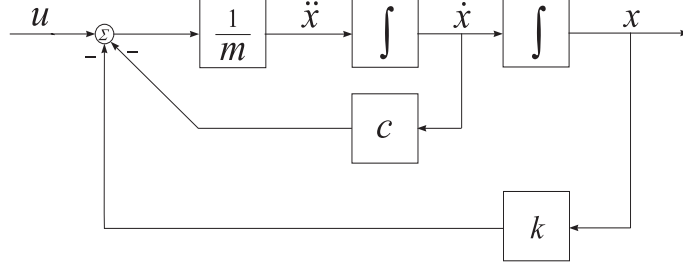 u ẍ ẋ x
Σ 1/m ∫ ∫
− −
c
k